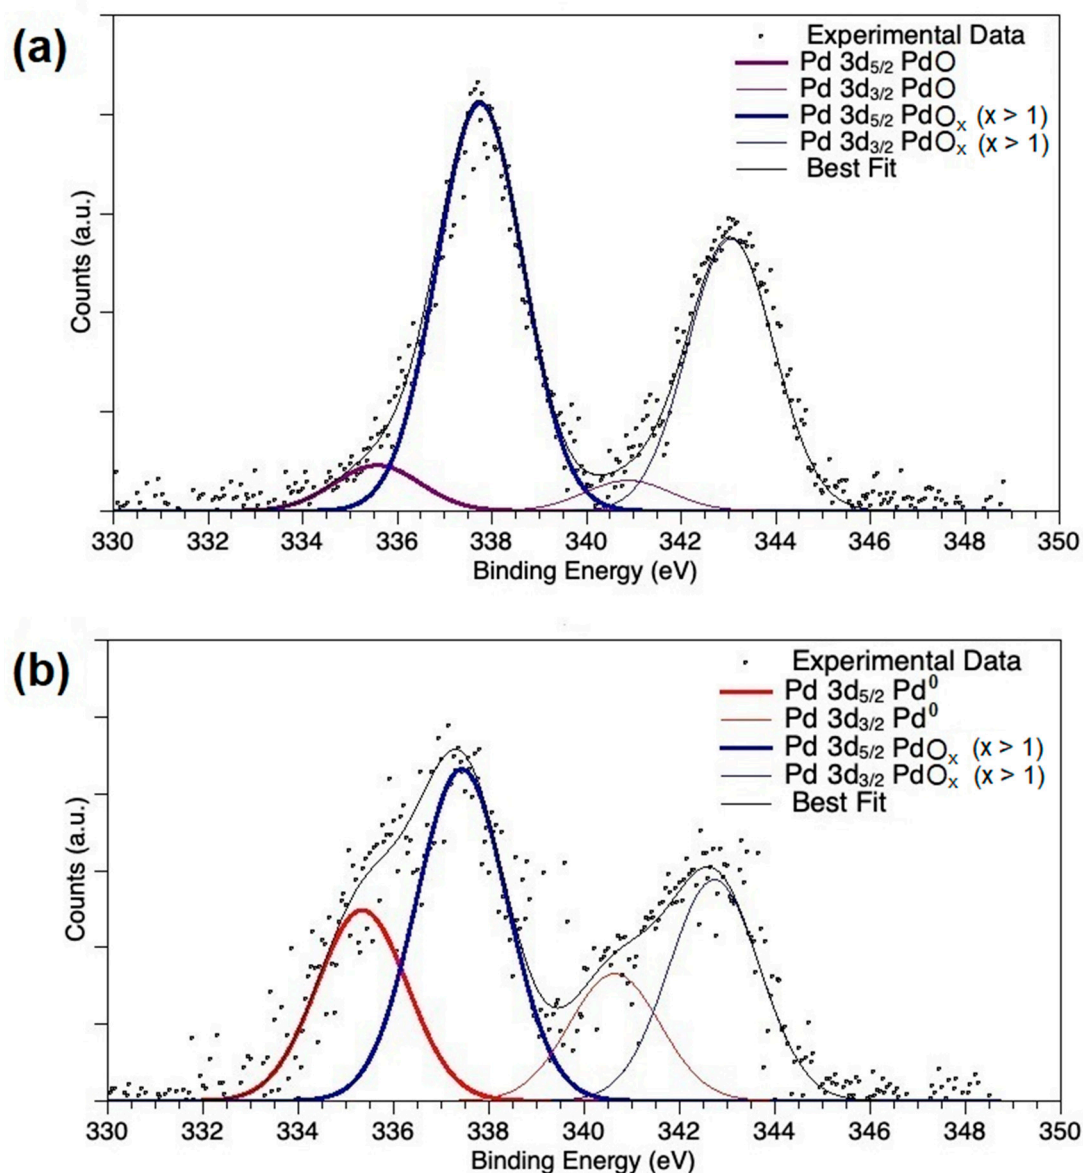 (a)
Experimental Data
Pd 3d5/2 PdO
Pd 3d3/2 PdO
Pd 3d5/2 PdOx (x > 1)
Pd 3d3/2 PdOx (x > 1)
Best Fit
Counts (a.u.)
330 332 334 336 338 340 342 344 346 348 350
Binding Energy (eV)
(b)
Experimental Data
Pd 3d5/2 Pd0
Pd 3d3/2 Pd0
Pd 3d5/2 PdOx (x > 1)
Pd 3d3/2 PdOx (x > 1)
Best Fit
Counts (a.u.)
330 332 334 336 338 340 342 344 346 348 350
Binding Energy (eV)